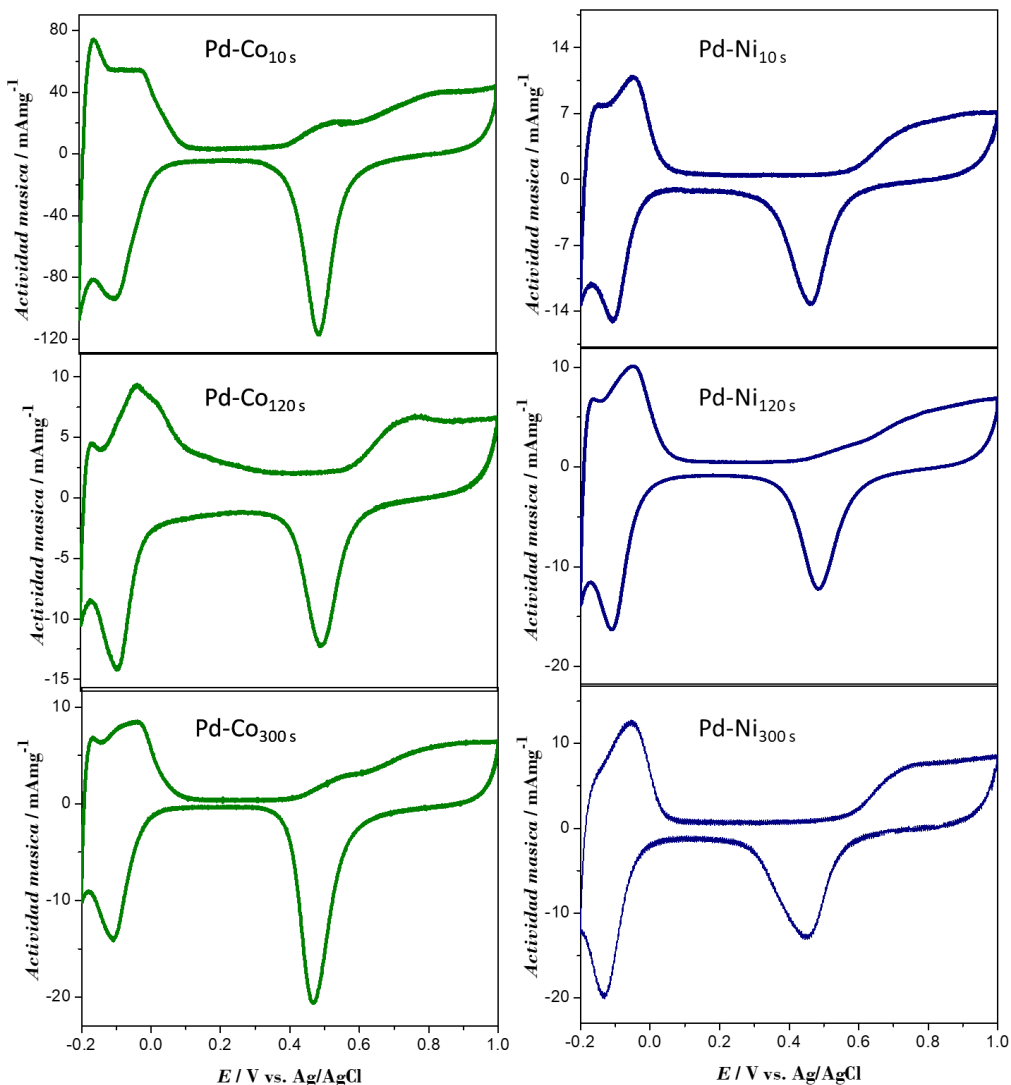 Pd-Co10 s
Actividad masica / mAmg-1
80
40
0
-40
-80
-120
Pd-Ni10 s
Actividad masica / mAmg-1
14
7
0
-7
-14
Pd-Co120 s
Actividad masica / mAmg-1
10
5
0
-5
-10
-15
Pd-Ni120 s
Actividad masica / mAmg-1
10
0
-10
-20
Pd-Co300 s
Actividad masica / mAmg-1
10
0
-10
-20
-0.2 0.0 0.2 0.4 0.6 0.8 1.0
E / V vs. Ag/AgCl
Pd-Ni300 s
Actividad masica / mAmg-1
10
0
-10
-20
-0.2 0.0 0.2 0.4 0.6 0.8 1.0
E / V vs. Ag/AgCl